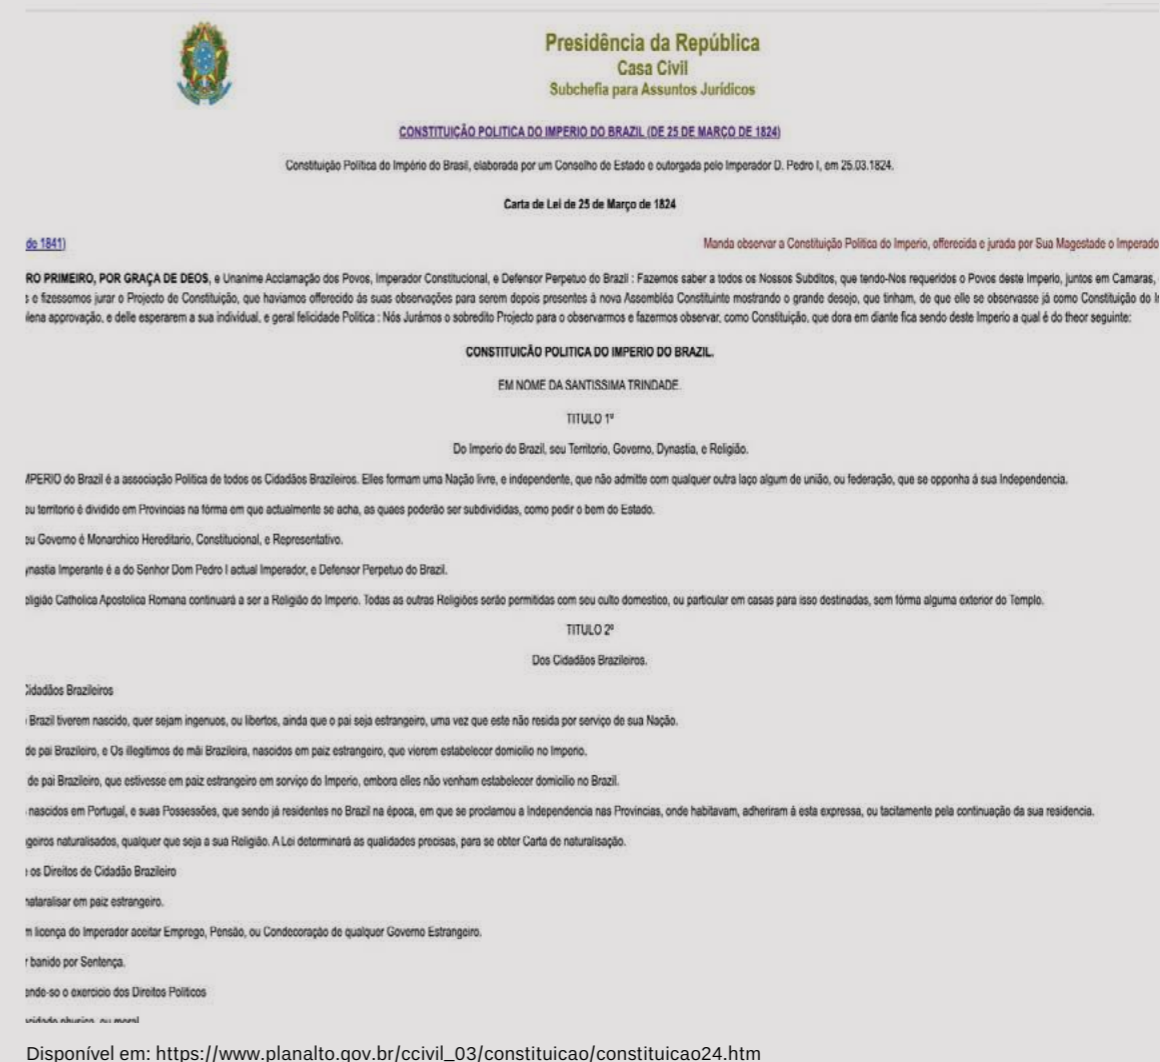 Presidência da República
Casa Civil
Subchefia para Assuntos Jurídicos
CONSTITUIÇÃO POLITICA DO IMPERIO DO BRAZIL (DE 25 DE MARÇO DE 1824)
Constituição Política do Império do Brasil, elaborada por um Conselho de Estado e outorgada pelo Imperador D. Pedro I, em 25.03.1824.
Carta de Lei de 25 de Março de 1824
de 1841) Manda observar a Constituição Politica do Imperio, offerecida e jurada por Sua Magestade o Imperado
RO PRIMEIRO, POR GRAÇA DE DEOS, e Unanime Acclamação dos Povos, Imperador Constitucional, e Defensor Perpetuo do Brazil : Fazemos saber a todos os Nossos Subditos, que tendo-Nos requeridos o Povos deste Imperio, juntos em Camaras,
s e fizessemos jurar o Projecto de Constituição, que haviamos offerecido ás suas observações para serem depois presentes á nova Assembléa Constituinte mostrando o grande desejo, que tinham, de que elle se observasse já como Constituição do I
plena approvação, e delle esperarem a sua individual, e geral felicidade Politica : Nós Jurámos o sobredito Projecto para o observarmos e fazermos observar, como Constituição, que dora em diante fica sendo deste Imperio a qual é do theor seguinte:
CONSTITUICÃO POLITICA DO IMPERIO DO BRAZIL.
EM NOME DA SANTISSIMA TRINDADE.
TITULO 1º
Do Imperio do Brazil, seu Territorio, Governo, Dynastia, e Religião.
MPERIO do Brazil é a associação Politica de todos os Cidadãos Brazileiros. Elles formam uma Nação livre, e independente, que não admitte com qualquer outra laço algum de união, ou federação, que se opponha á sua Independencia.
eu territorio é dividido em Provincias na fórma em que actualmente se acha, as quaes poderão ser subdivididas, como pedir o bem do Estado.
eu Governo é Monarchico Hereditario, Constitucional, e Representativo.
ynastia Imperante é a do Senhor Dom Pedro I actual Imperador, e Defensor Perpetuo do Brazil.
eligião Catholica Apostolica Romana continuará a ser a Religião do Imperio. Todas as outras Religiões serão permitidas com seu culto domestico, ou particular em casas para isso destinadas, sem fórma alguma exterior do Templo.
TITULO 2º
Dos Cidadãos Brazileiros.
Cidadãos Brazileiros
Brazil tiverem nascido, quer sejam ingenuos, ou libertos, ainda que o pai seja estrangeiro, uma vez que este não resida por serviço de sua Nação.
de pai Brazileiro, e Os illegitimos de mãi Brazileira, nascidos em paiz estrangeiro, que vierem estabelecer domicilio no Imperio.
de pai Brazileiro, que estivesse em paiz estrangeiro em sorviço do Imperio, embora elles não venham estabelecer domicilio no Brazil.
nascidos em Portugal, e suas Possessões, que sendo já residentes no Brazil na época, em que se proclamou a Independencia nas Provincias, onde habitavam, adheriram á esta expressa, ou tacitamente pela continuação da sua residencia.
geiros naturalisados, qualquer que seja a sua Religião. A Lei determinará as qualidades precisas, para se obter Carta de naturalisação.
e os Direitos de Cidadão Brazileiro
nataralisar em paiz estrangeiro.
m licença do Imperador aceitar Emprego, Pensão, ou Condecoração de qualquer Governo Estrangeiro.
r banido por Sentença.
ende-so o exercicio dos Direitos Politicos
acidade physica, ou moral
Disponível em: https://www.planalto.gov.br/ccivil_03/constituicao/constituicao24.htm